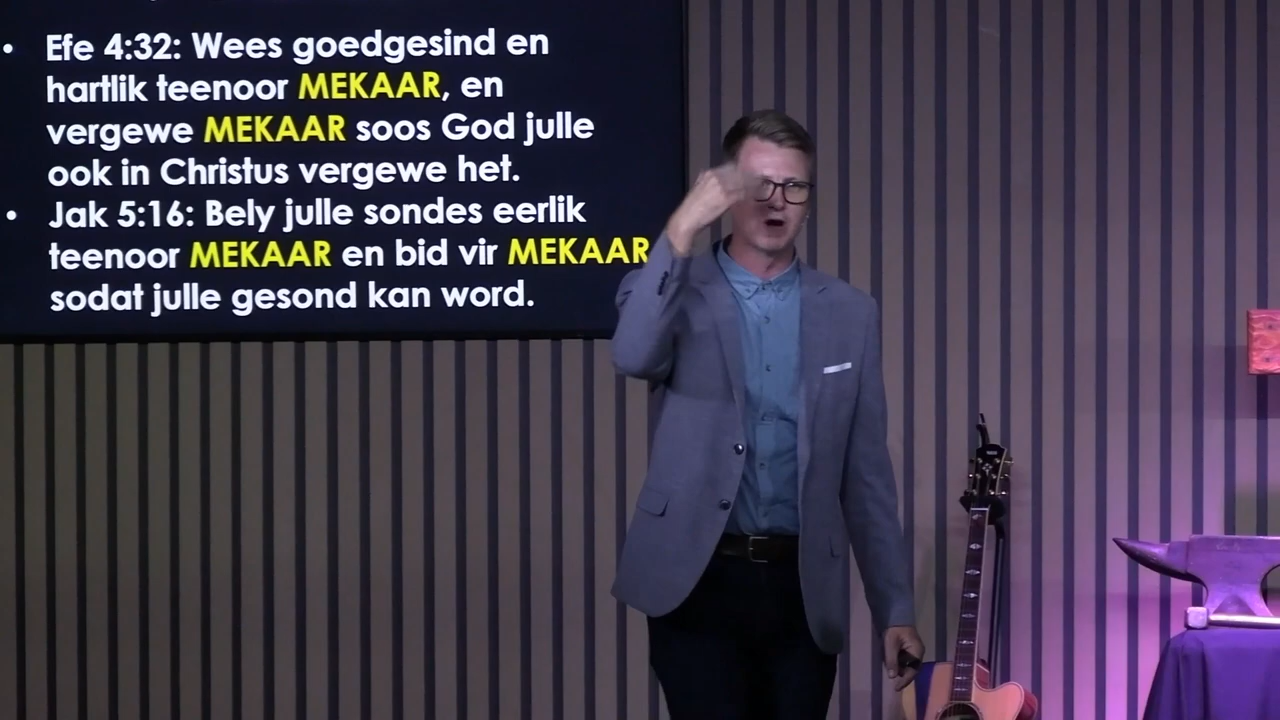 • Efe 4:32: Wees goedgesind en
hartlik teenoor MEKAAR, en
vergewe MEKAAR soos God julle
ook in Christus vergewe het.
• Jak 5:16: Bely julle sondes eerlik
teenoor MEKAAR en bid vir MEKAAR
sodat julle gesond kan word.